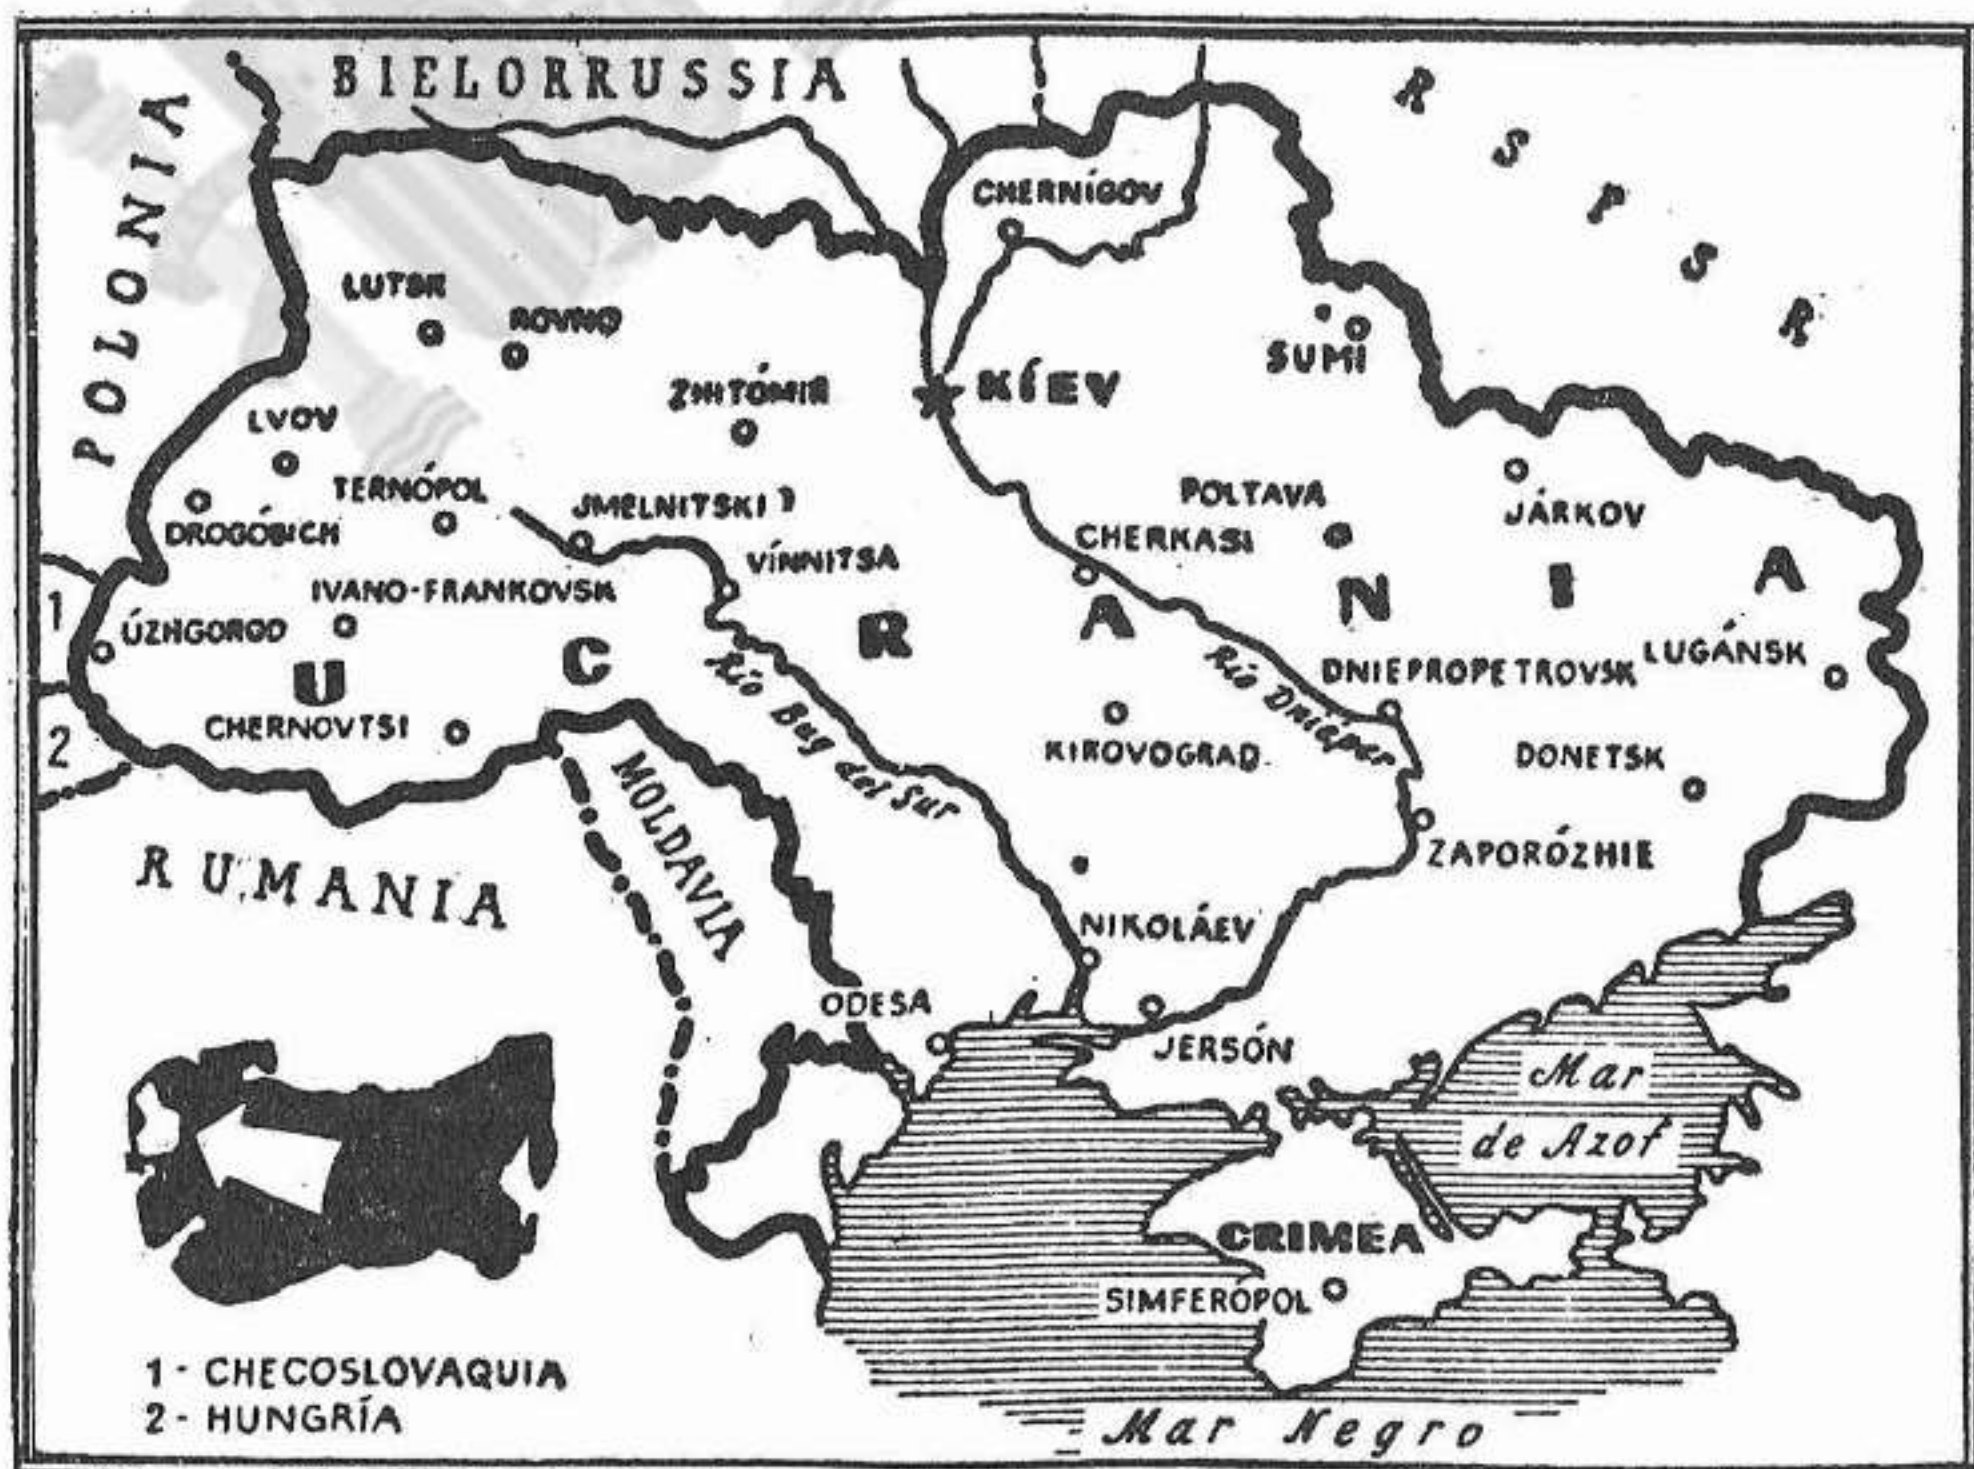 BIELORRUSSIA
POLONIA
R S F S R
CHERNÍGOV
LUTSK
ROVNO
SUMI
ZHITÓMIR
KÍEV
LVOV
TERNÓPOL
JMELNITSKI
POLTAVA
JÁRKOV
DROGÓBICH
CHERKASI
VÍNNITSA
IVANO-FRANKOVSK
1
ÚZHGOROD
U C R A N I A
LUGÁNSK
Río Bug del Sur
Río Dniéper
DNIEPROPETROVSK
CHERNOVTSI
2
KIROVOGRAD
DONETSK
MOLDAVIA
ZAPORÓZHIE
RUMANIA
NIKOLÁEV
ODESA
JERSÓN
Mar
de Azof
CRIMEA
SIMFERÓPOL
1 - CHECOSLOVAQUIA
2 - HUNGRÍA
Mar Negro